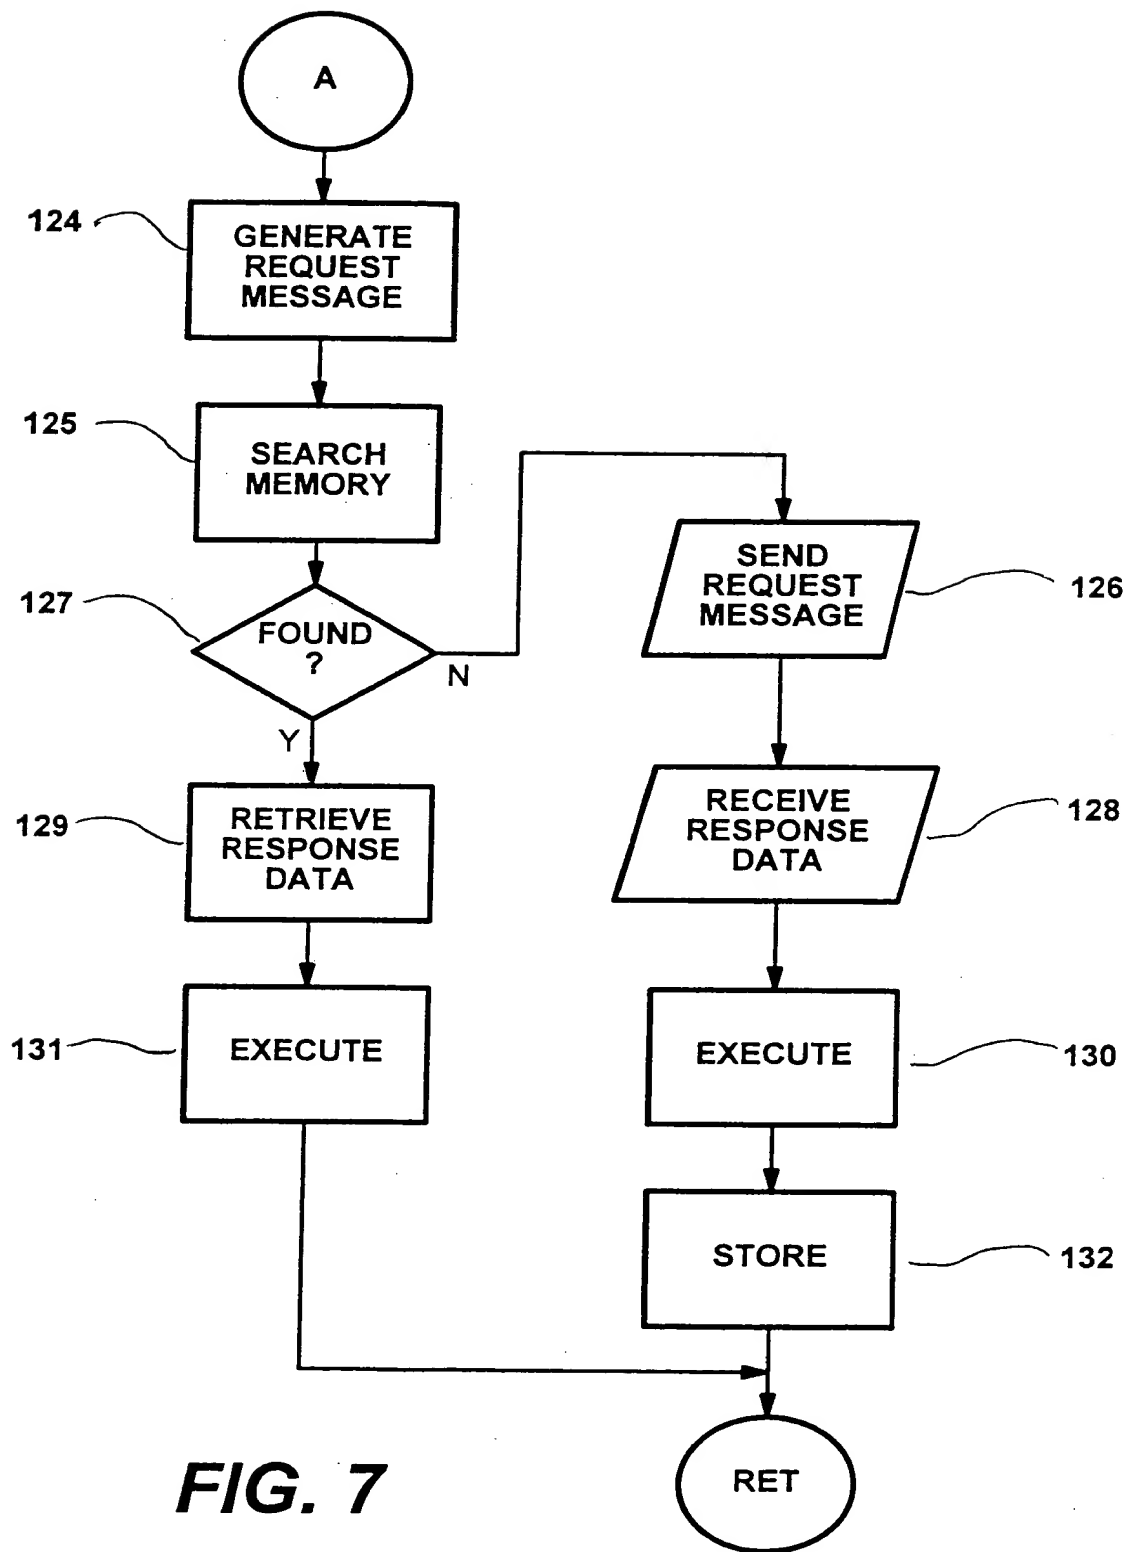 A
124
GENERATE
REQUEST
MESSAGE
125
SEARCH
MEMORY
127
FOUND
?
N
Y
129
RETRIEVE
RESPONSE
DATA
131
EXECUTE
SEND
REQUEST
MESSAGE
126
RECEIVE
RESPONSE
DATA
128
EXECUTE
130
STORE
132
RET
FIG. 7